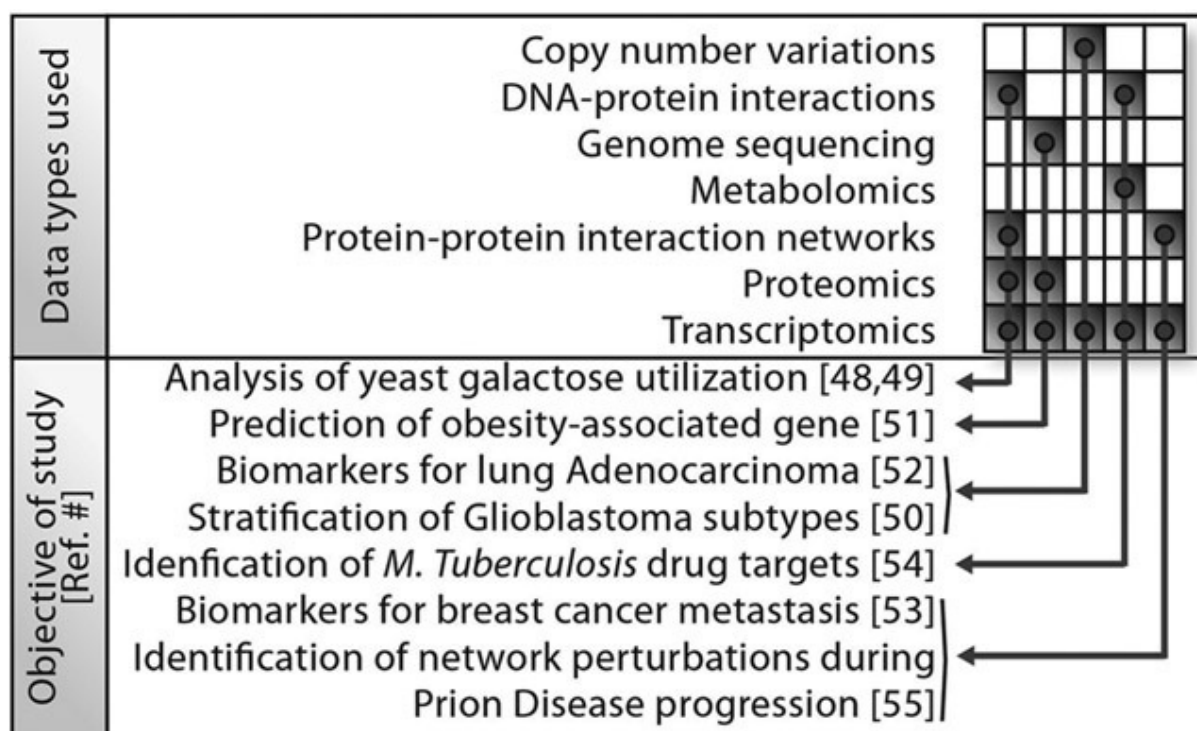 Data types used
Copy number variations
DNA-protein interactions
Genome sequencing
Metabolomics
Protein-protein interaction networks
Proteomics
Transcriptomics
Objective of study
[Ref. #]
Analysis of yeast galactose utilization [48,49]
Prediction of obesity-associated gene [51]
Biomarkers for lung Adenocarcinoma [52]
Stratification of Glioblastoma subtypes [50]
Idenfication of M. Tuberculosis drug targets [54]
Biomarkers for breast cancer metastasis [53]
Identification of network perturbations during
Prion Disease progression [55]